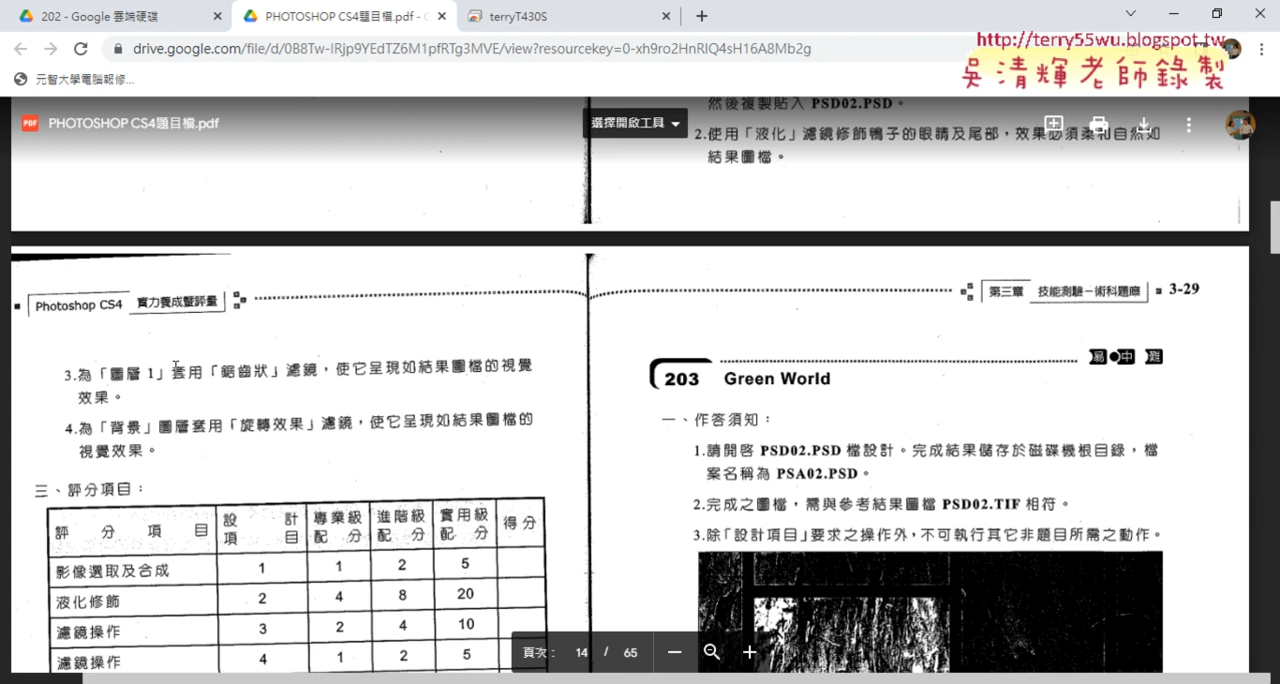 202 - Google 雲端硬碟
PHOTOSHOP CS4題目檔.pdf - G
terryT430S
drive.google.com/file/d/0B8Tw-lRjp9YEdTZ6M1pfRTg3MVE/view?resourcekey=0-xh9ro2HnRIQ4sH16A8Mb2g
http://terry55wu.blogspot.tw
吳清輝老師錄製
元智大學電腦報修...
PDF PHOTOSHOP CS4題目檔.pdf
選擇開啟工具
然後複製貼入 PSD02.PSD。
2.使用「液化」濾鏡修飾鴨子的眼睛及尾部,效果必須柔和自然如
結果圖檔。
Photoshop CS4 實力養成暨評量
3.為「圖層 1」套用「鋸齒狀」濾鏡,使它呈現如結果圖檔的視覺
效果。
4.為「背景」圖層套用「旋轉效果」濾鏡,使它呈現如結果圖檔的
視覺效果。
三、評分項目:
評分項目 設計項目 專業級配分 進階級配分 實用級配分 得分
影像選取及合成 1 1 2 5
液化修飾 2 4 8 20
濾鏡操作 3 2 4 10
濾鏡操作 4 1 2 5
第三章 技能測驗-術科題庫 3-29
易 中 難
203 Green World
一、作答須知:
1.請開啓 PSD02.PSD 檔設計。完成結果儲存於磁碟機根目錄,檔
案名稱為 PSA02.PSD。
2.完成之圖檔,需與參考結果圖檔 PSD02.TIF 相符。
3.除「設計項目」要求之操作外,不可執行其它非題目所需之動作。
頁次: 14 / 65